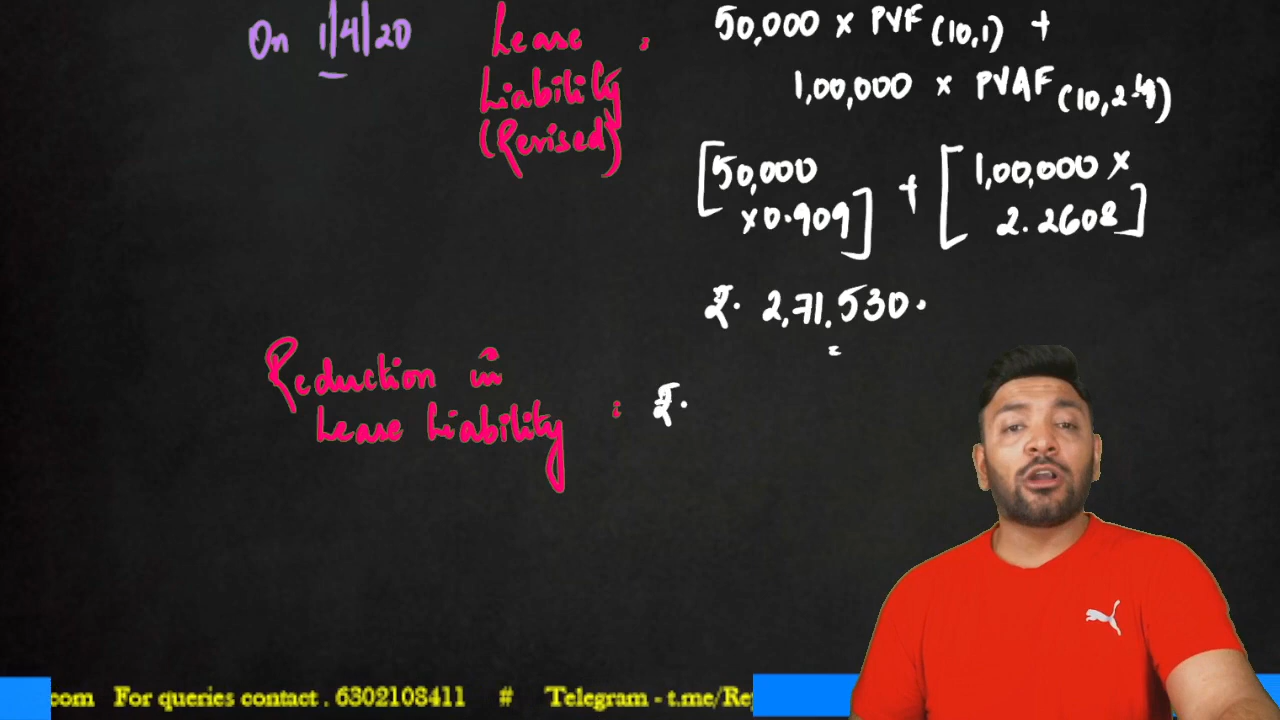 On 1/4/20
Lease
Liability
(Revised)
:
50,000 x PVF (10,1) +
1,00,000 x PVAF (10,2-4)
[50,000
x0.909] + [1,00,000 x
2.2608]
₹. 2,71,530.
Reduction in
Lease Liability : ₹.
.com For queries contact . 6302108411 # Telegram - t.me/Re